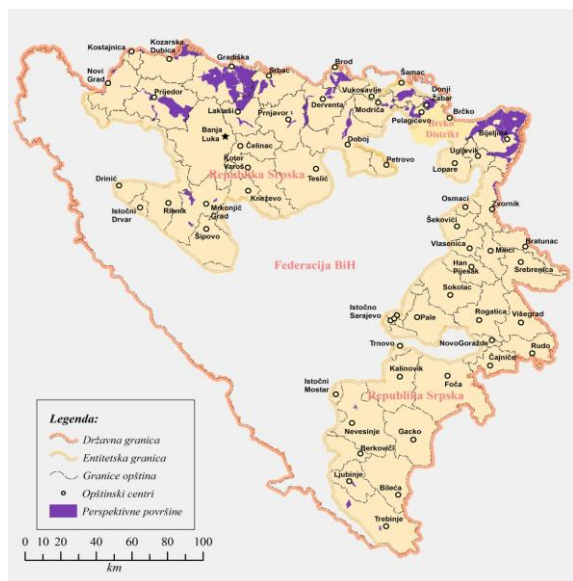 Kostajnica
Kozarska
Dubica
Gradiška
Srbac
Brod
Šamac
Novi
Grad
Prijedor
Vukosavlje
Donji
Žabar
Derventa
Modriča
Brčko
Laktaši
Prnjavor
Pelagićevo
Brčko
Distrikt
Bijeljina
Banja
Luka
Čelinac
Doboj
Ugljevik
Kotor
Varoš
Petrovo
Lopare
Republika Srpska
Teslić
Drinić
Kneževo
Osmaci
Zvornik
Istočni
Drvar
Ribnik
Mrkonjić
Grad
Šekovići
Šipovo
Vlasenica
Milići
Bratunac
Federacija BiH
Han
Pijesak
Srebrenica
Sokolac
Istočno
Sarajevo
Pale
Rogatica
Višegrad
Trnovo
NovoGoražde
Rudo
Čajniče
Kalinovik
Foča
Istočni
Mostar
Republika Srpska
Nevesinje
Gacko
Berkovići
Ljubinje
Bileća
Trebinje
Legenda:
Državna granica
Entitetska granica
Granice opština
Opštinski centri
Perspektivne površine
0 10 20 40 60 80 100
km